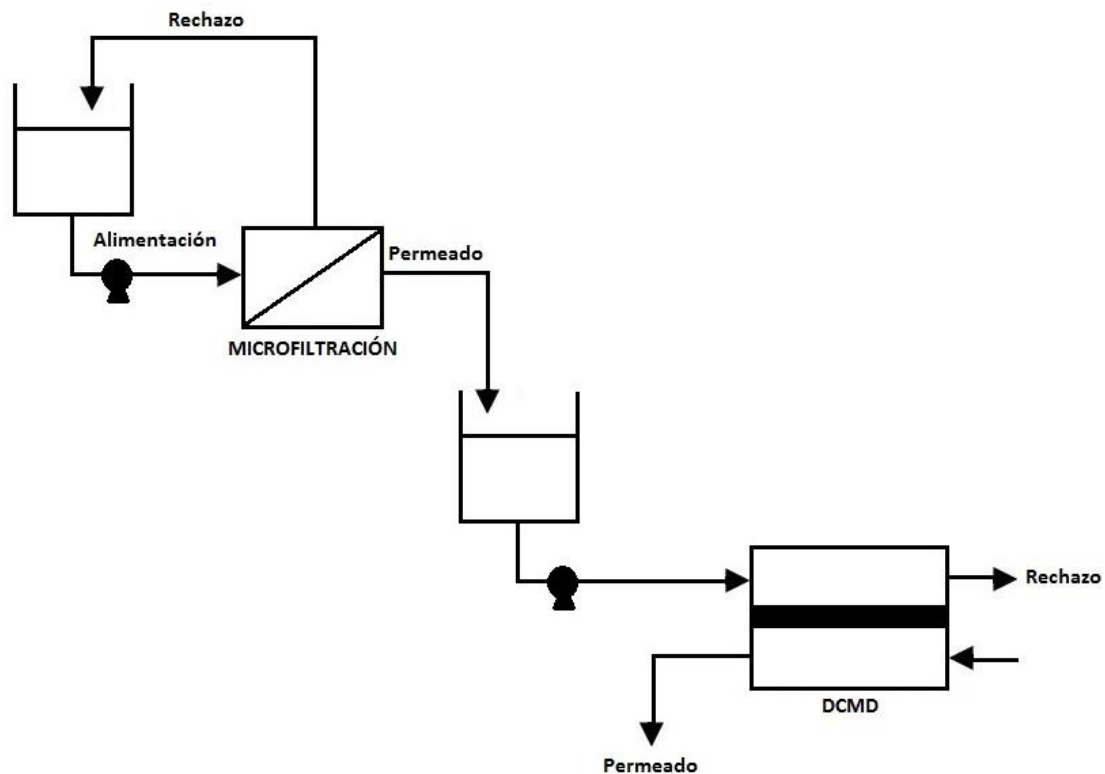 Rechazo
Alimentación
Permeado
MICROFILTRACIÓN
Rechazo
DCMD
Permeado